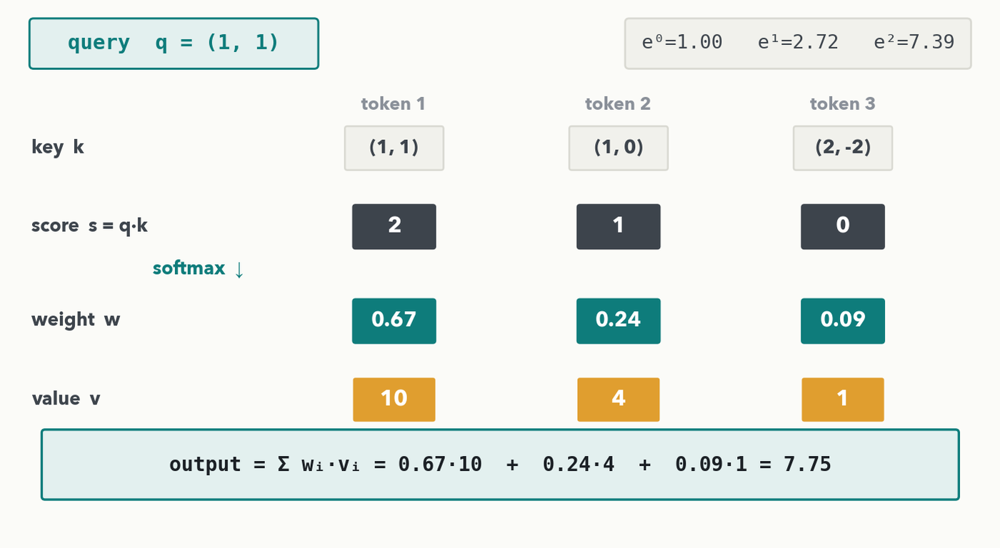 query  q = (1, 1)
e⁰=1.00   e¹=2.72   e²=7.39
token 1   token 2   token 3
key k   (1, 1)   (1, 0)   (2, -2)
score s = q·k   2   1   0
softmax ↓
weight w   0.67   0.24   0.09
value v   10   4   1
output = Σ wᵢ·vᵢ = 0.67·10  +  0.24·4  +  0.09·1 = 7.75